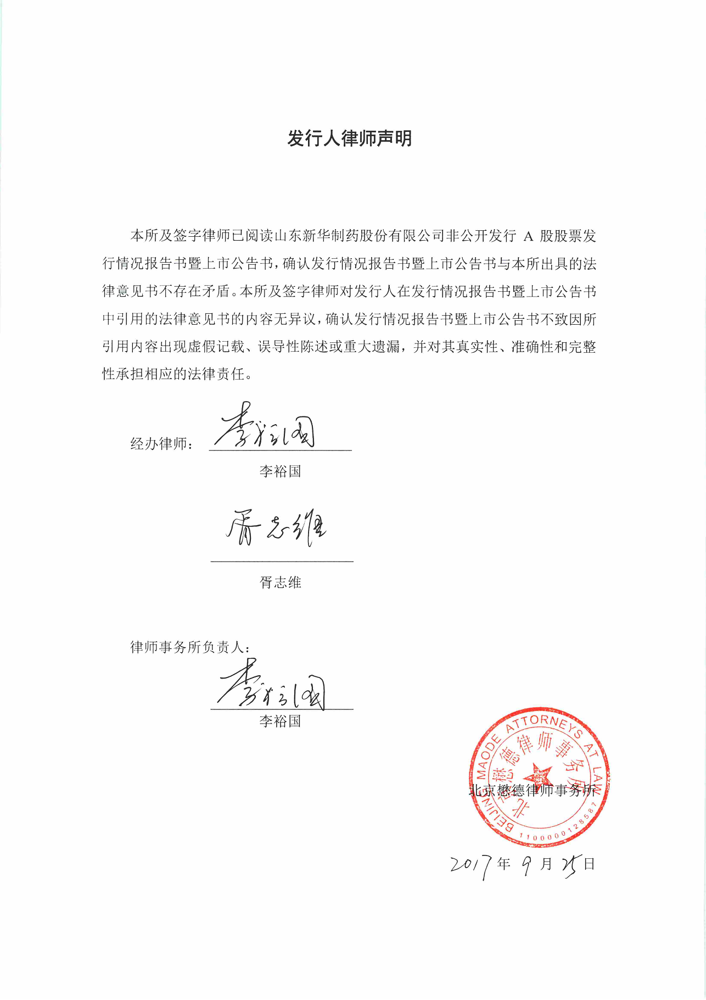 发行人律师声明
本所及签字律师已阅读山东新华制药股份有限公司非公开发行 A 股股票发
行情况报告书暨上市公告书，确认发行情况报告书暨上市公告书与本所出具的法
律意见书不存在矛盾。本所及签字律师对发行人在发行情况报告书暨上市公告书
中引用的法律意见书的内容无异议，确认发行情况报告书暨上市公告书不致因所
引用内容出现虚假记载、误导性陈述或重大遗漏，并对其真实性、准确性和完整
性承担相应的法律责任。
经办律师： 李裕国
李裕国
胥志维
胥志维
律师事务所负责人：
李裕国
李裕国
BEIJING MAODE ATTORNEYS AT LAW
北京懋德律师事务所
1100000128587
北京懋德律师事务所
2017年 9 月 25日